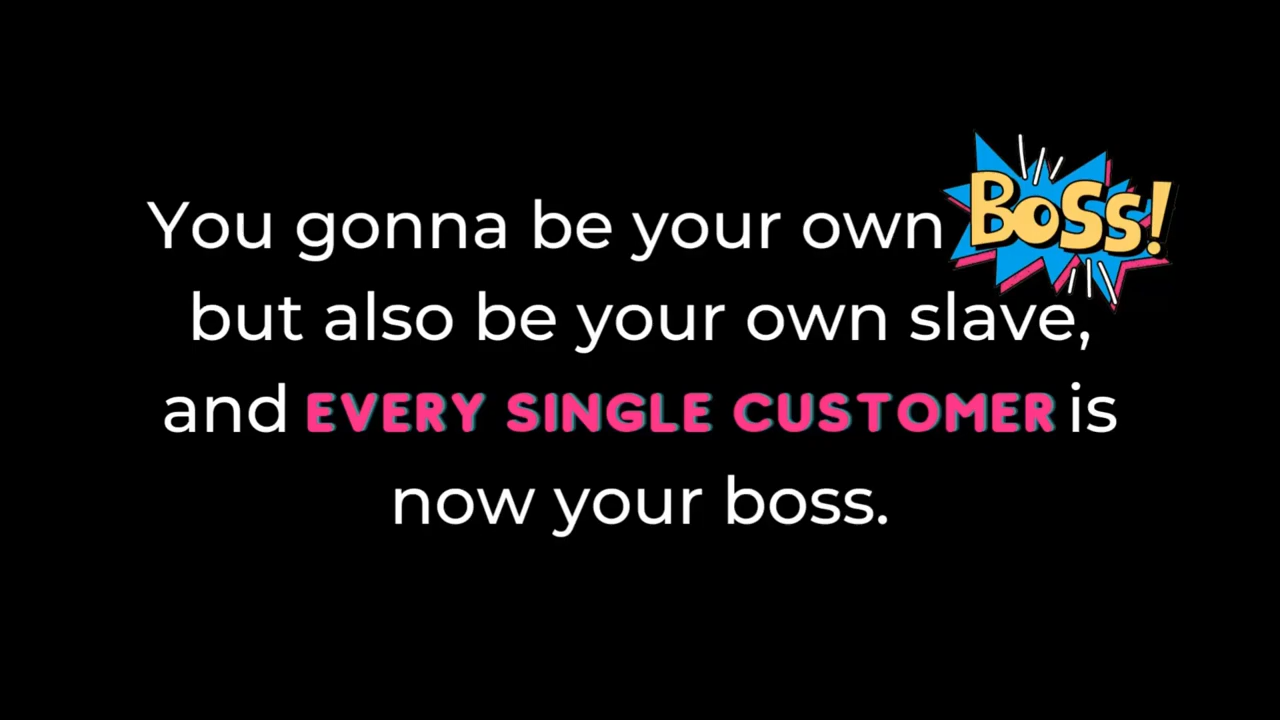 You gonna be your own BOSS!
but also be your own slave,
and EVERY SINGLE CUSTOMER is
now your boss.